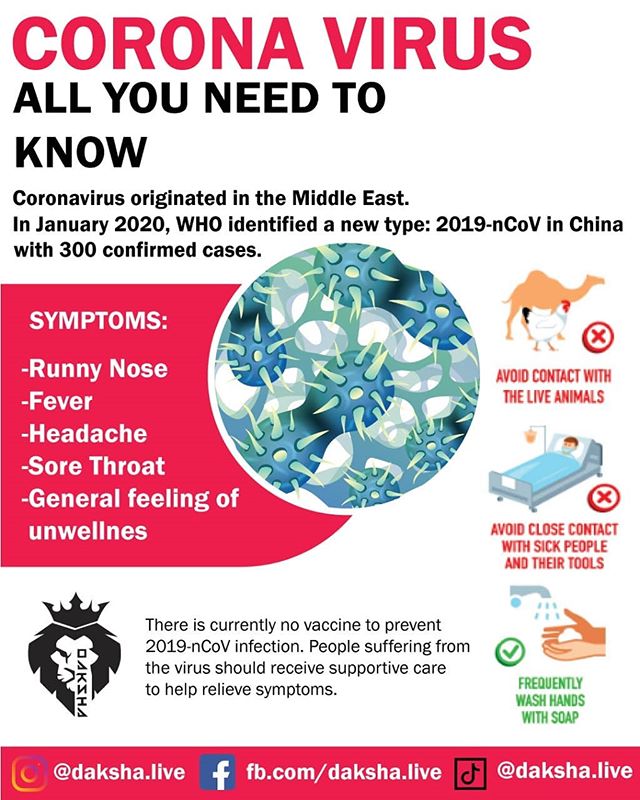 CORONA VIRUS
ALL YOU NEED TO
KNOW
Coronavirus originated in the Middle East.
In January 2020, WHO identified a new type: 2019-nCoV in China
with 300 confirmed cases.
SYMPTOMS:
-Runny Nose
-Fever
-Headache
-Sore Throat
-General feeling of
unwellnes
AVOID CONTACT WITH
THE LIVE ANIMALS
AVOID CLOSE CONTACT
WITH SICK PEOPLE
AND THEIR TOOLS
FREQUENTLY
WASH HANDS
WITH SOAP
DAKSHA
There is currently no vaccine to prevent
2019-nCoV infection. People suffering from
the virus should receive supportive care
to help relieve symptoms.
@daksha.live fb.com/daksha.live @daksha.live